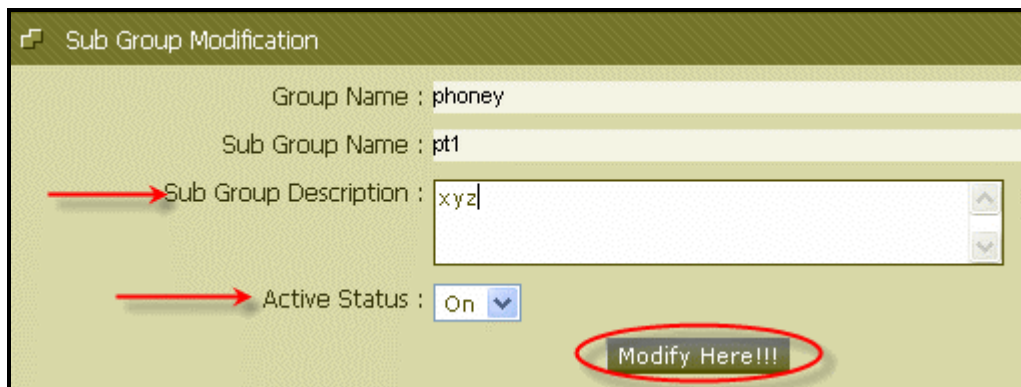 Sub Group Modification
Group Name : phoney
Sub Group Name : pt1
Sub Group Description : xyz
Active Status : On
Modify Here!!!